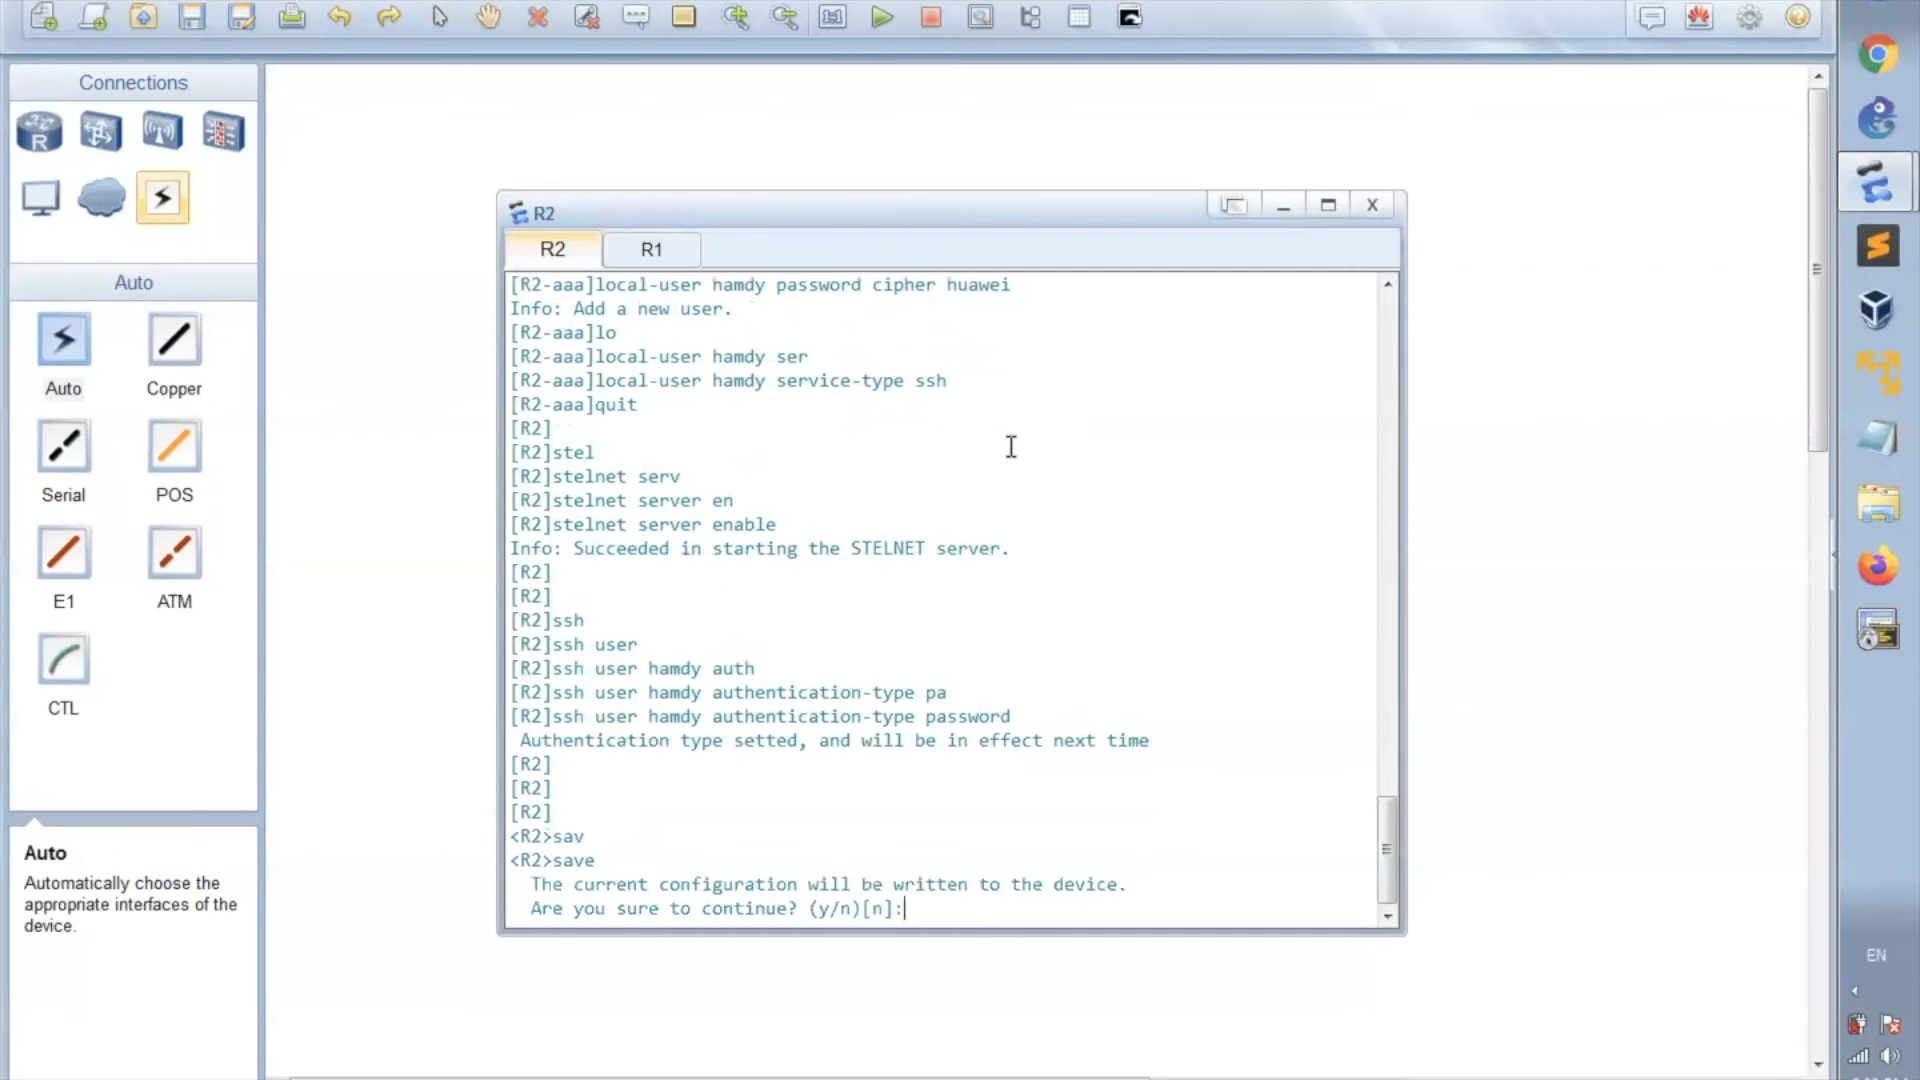 Connections
R
Auto
Auto
Copper
Serial
POS
E1
ATM
CTL
Auto
Automatically choose the
appropriate interfaces of the
device.
R2
R2
R1
[R2-aaa]local-user hamdy password cipher huawei
Info: Add a new user.
[R2-aaa]lo
[R2-aaa]local-user hamdy ser
[R2-aaa]local-user hamdy service-type ssh
[R2-aaa]quit
[R2]
[R2]stel
[R2]stelnet serv
[R2]stelnet server en
[R2]stelnet server enable
Info: Succeeded in starting the STELNET server.
[R2]
[R2]
[R2]ssh
[R2]ssh user
[R2]ssh user hamdy auth
[R2]ssh user hamdy authentication-type pa
[R2]ssh user hamdy authentication-type password
Authentication type setted, and will be in effect next time
[R2]
[R2]
[R2]
<R2>sav
<R2>save
The current configuration will be written to the device.
Are you sure to continue? (y/n)[n]:
EN